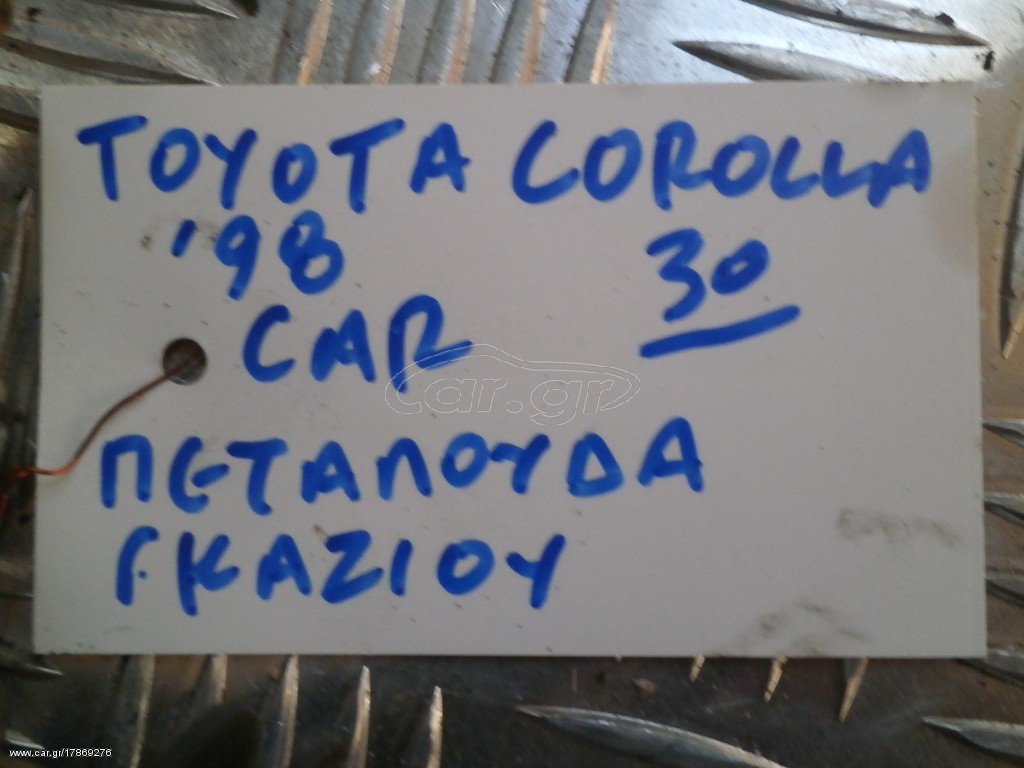 TOYOTA COROLLA
'98 30
CAR
car.gr
ΠΕΤΑΛΟΥΔΑ
ΓΚΑΖΙΟΥ
www.car.gr/17869276